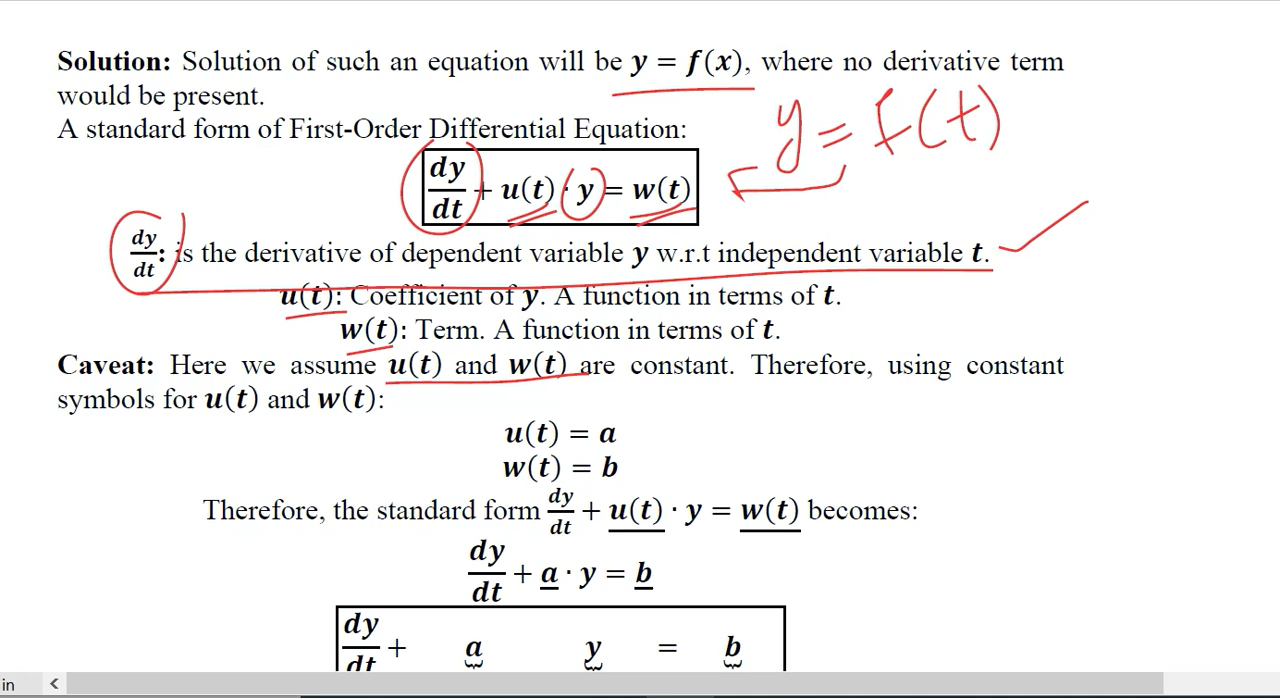 Solution: Solution of such an equation will be y = f(x), where no derivative term
would be present.
y = f(t)
A standard form of First-Order Differential Equation:
dy/dt + u(t) · y = w(t)
dy/dt: is the derivative of dependent variable y w.r.t independent variable t.
u(t): Coefficient of y. A function in terms of t.
w(t): Term. A function in terms of t.
Caveat: Here we assume u(t) and w(t) are constant. Therefore, using constant
symbols for u(t) and w(t):
u(t) = a
w(t) = b
Therefore, the standard form dy/dt + u(t) · y = w(t) becomes:
dy/dt + a · y = b
dy/dt + a y = b
in